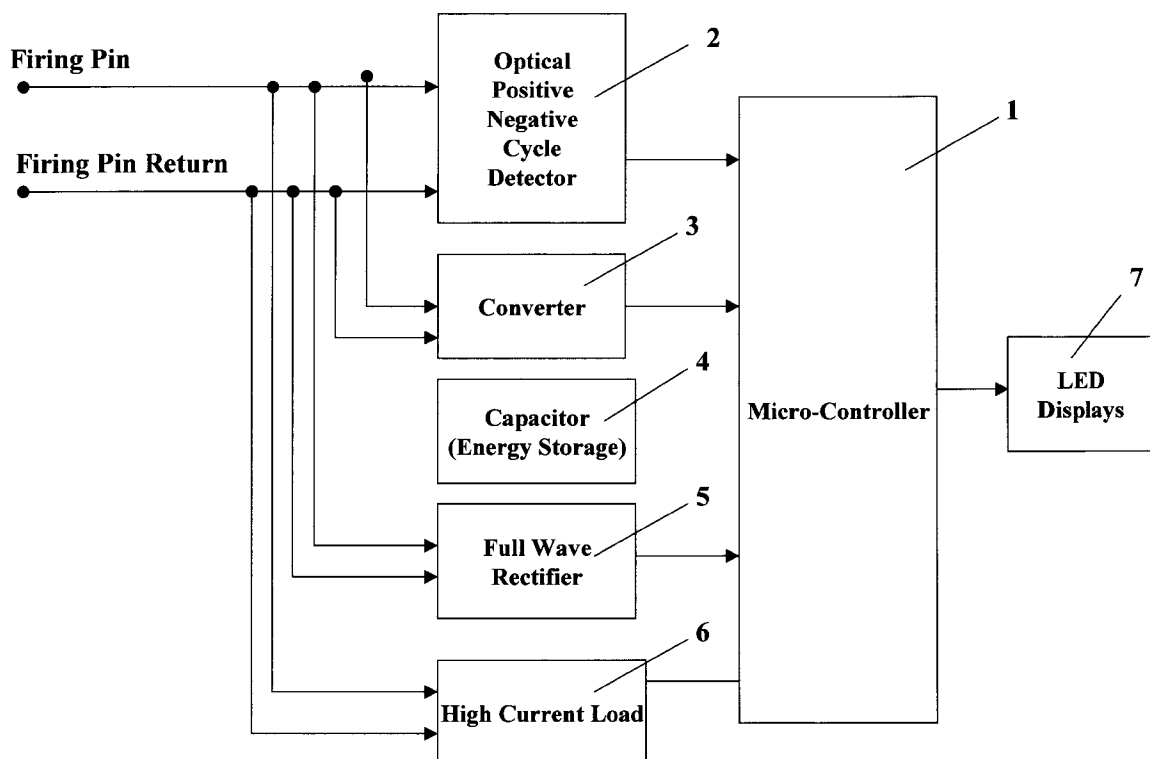 Firing Pin
Firing Pin Return
Optical
Positive
Negative
Cycle
Detector
2
Converter
3
Capacitor
(Energy Storage)
4
Full Wave
Rectifier
5
High Current Load
6
Micro-Controller
1
LED
Displays
7